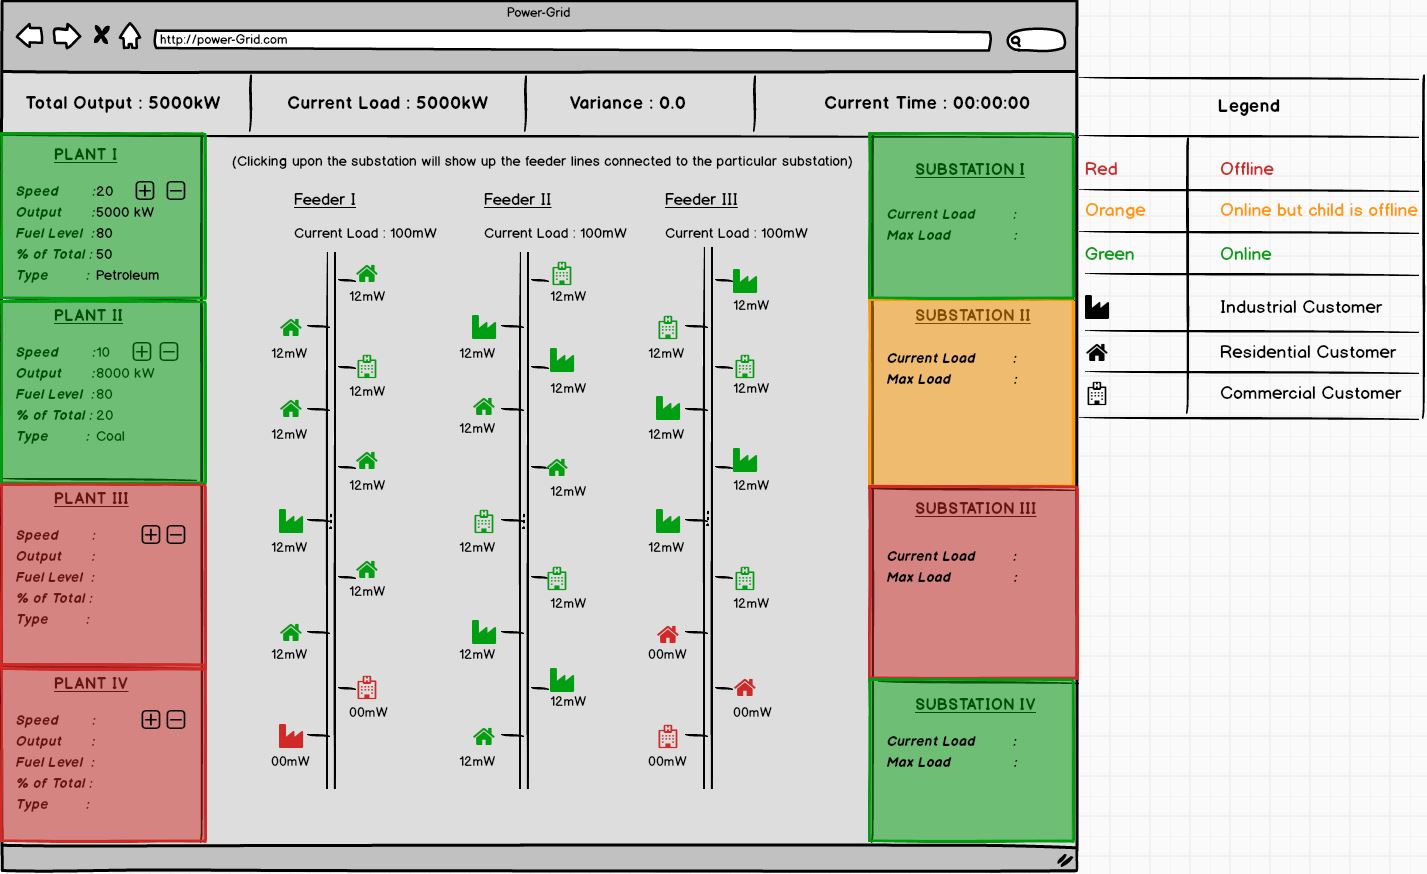 Power-Grid
http://power-Grid.com
Total Output : 5000kW
Current Load : 5000kW
Variance : 0.0
Current Time : 00:00:00
PLANT I
Speed :20
Output :5000 kW
Fuel Level :80
% of Total :50
Type : Petroleum
PLANT II
Speed :10
Output :8000 kW
Fuel Level :80
% of Total : 20
Type : Coal
PLANT III
Speed :
Output :
Fuel Level :
% of Total :
Type :
PLANT IV
Speed :
Output :
Fuel Level :
% of Total :
Type :
(Clicking upon the substation will show up the feeder lines connected to the particular substation)
Feeder I
Current Load : 100mW
12mW
12mW
12mW
12mW
12mW
12mW
12mW
12mW
00mW
00mW
Feeder II
Current Load : 100mW
12mW
12mW
12mW
12mW
12mW
12mW
12mW
12mW
12mW
12mW
Feeder III
Current Load : 100mW
12mW
12mW
12mW
12mW
12mW
12mW
12mW
00mW
00mW
00mW
SUBSTATION I
Current Load :
Max Load :
SUBSTATION II
Current Load :
Max Load :
SUBSTATION III
Current Load :
Max Load :
SUBSTATION IV
Current Load :
Max Load :
Legend
Red Offline
Orange Online but child is offline
Green Online
Industrial Customer
Residential Customer
Commercial Customer